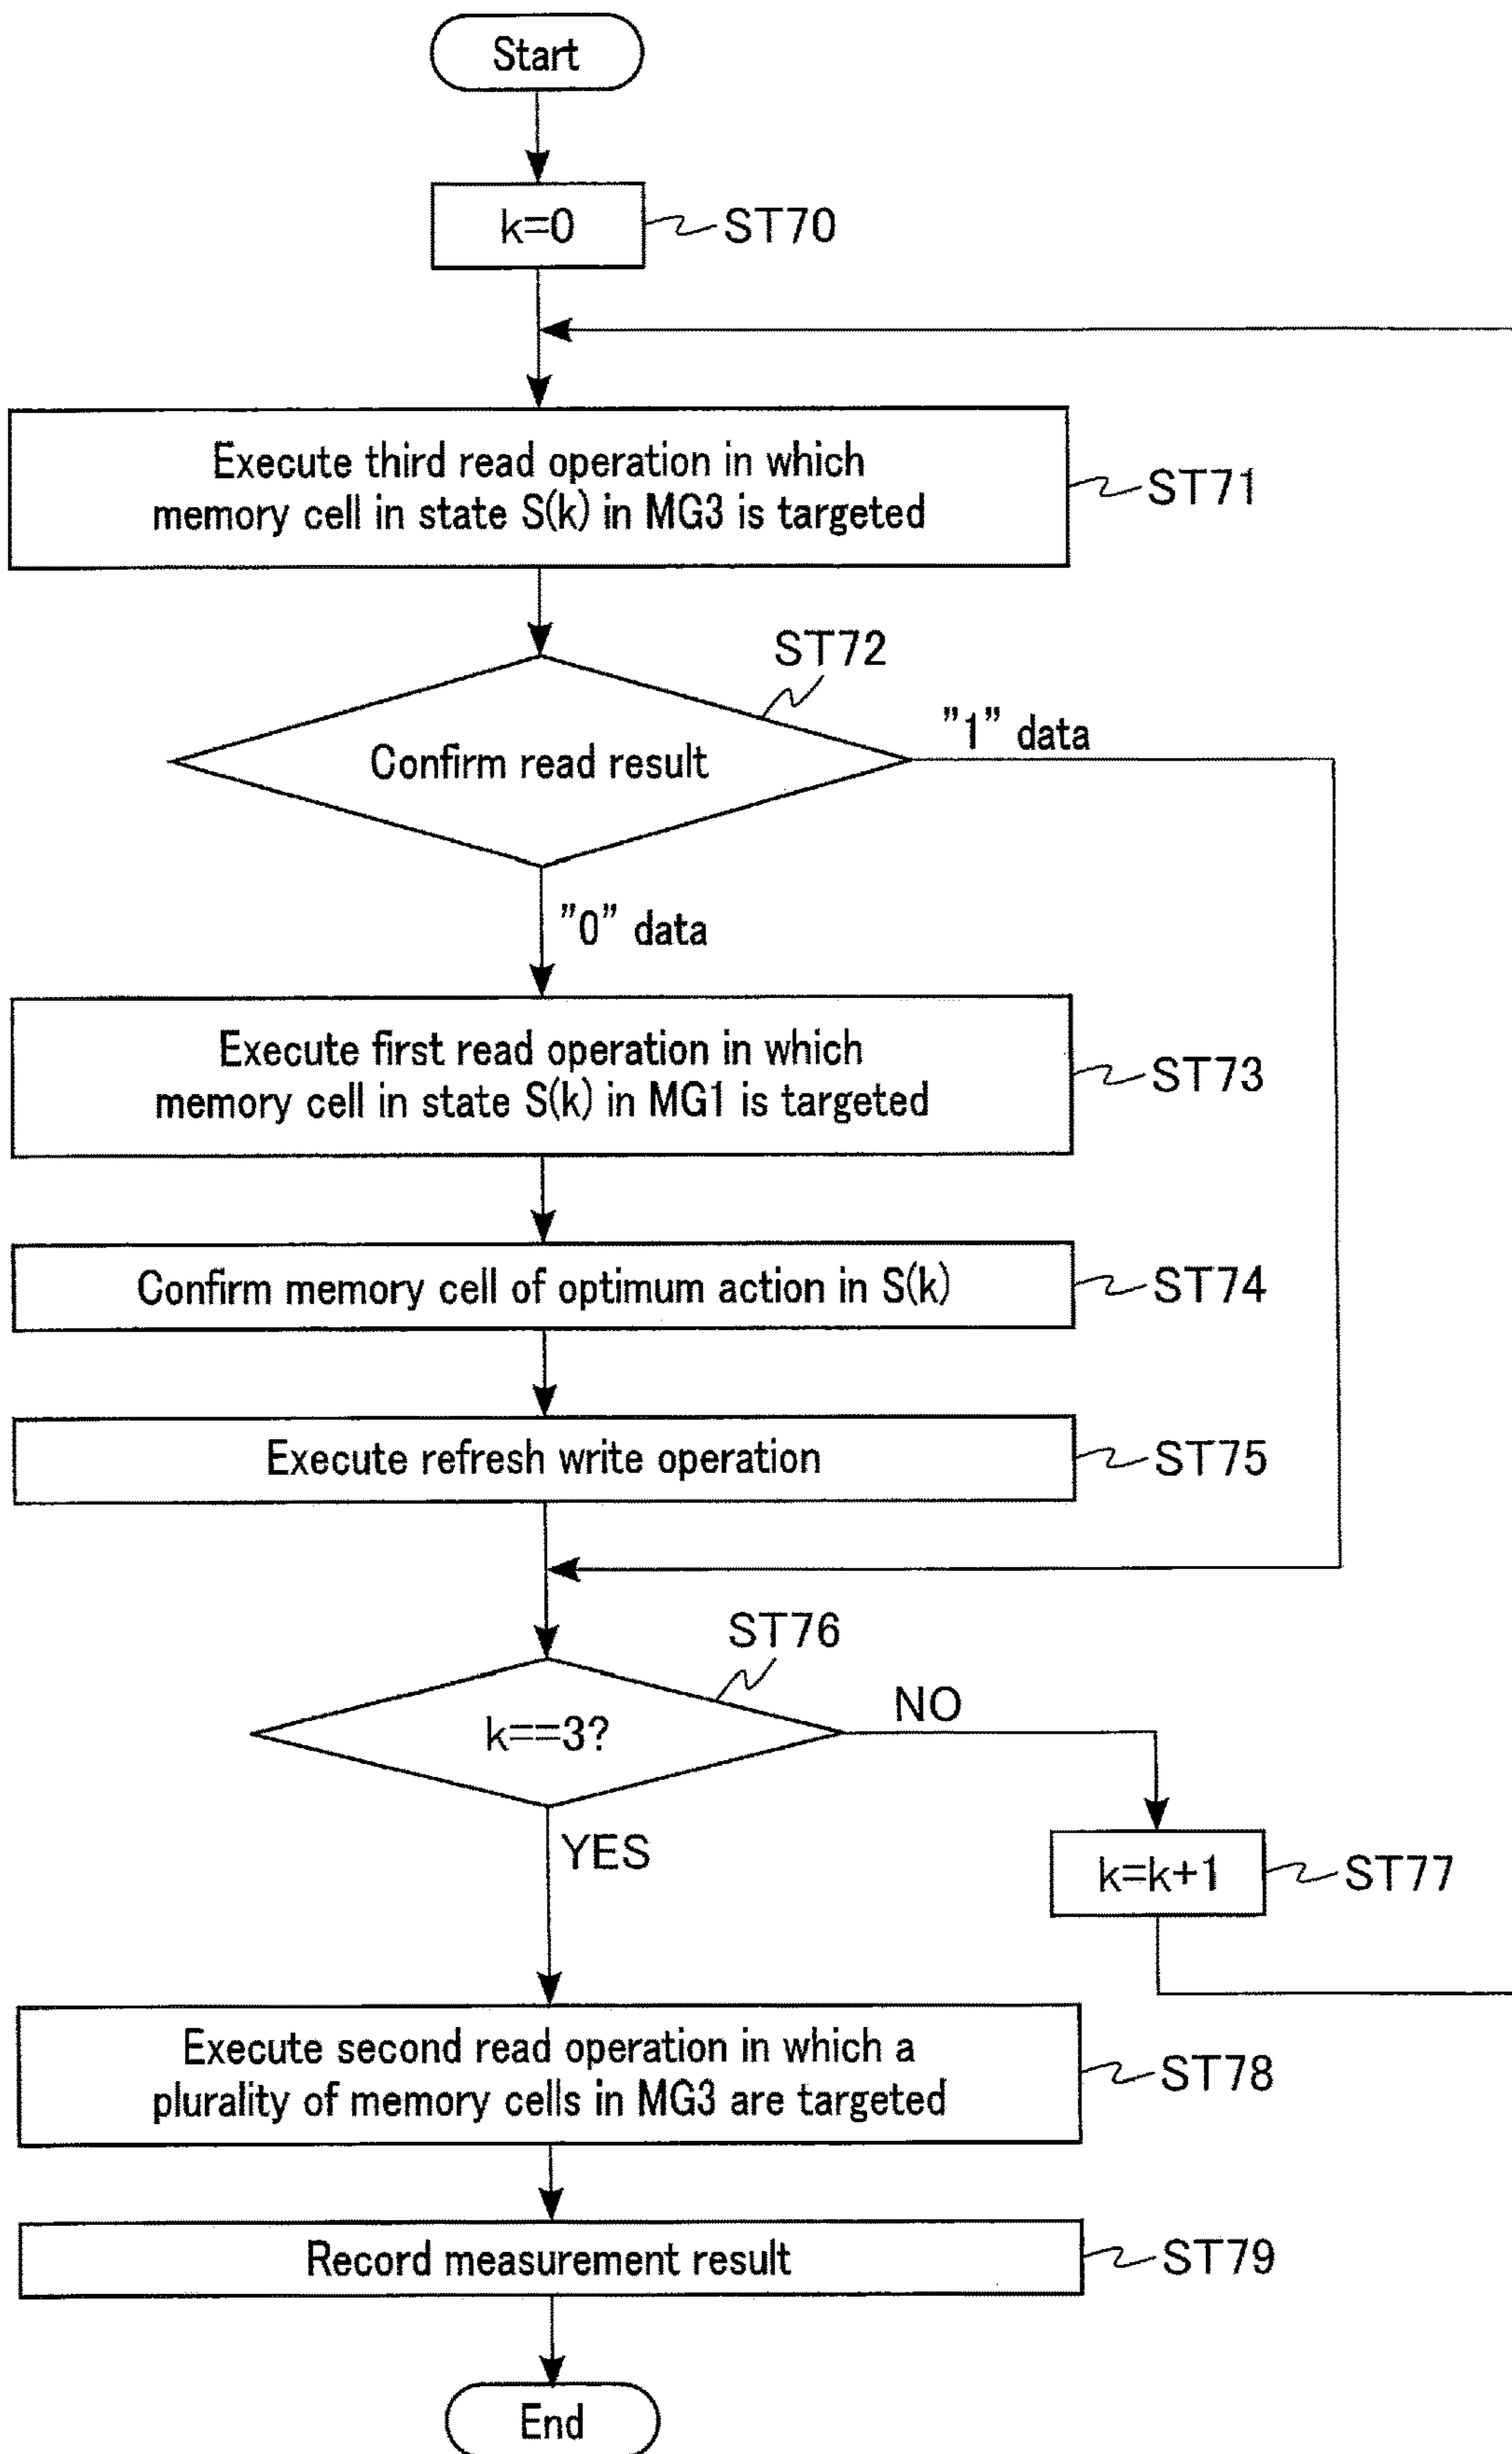 Start
k=0
ST70
Execute third read operation in which
memory cell in state S(k) in MG3 is targeted
ST71
ST72
Confirm read result
"1" data
"0" data
Execute first read operation in which
memory cell in state S(k) in MG1 is targeted
ST73
Confirm memory cell of optimum action in S(k)
ST74
Execute refresh write operation
ST75
ST76
k==3?
NO
YES
k=k+1
ST77
Execute second read operation in which a
plurality of memory cells in MG3 are targeted
ST78
Record measurement result
ST79
End